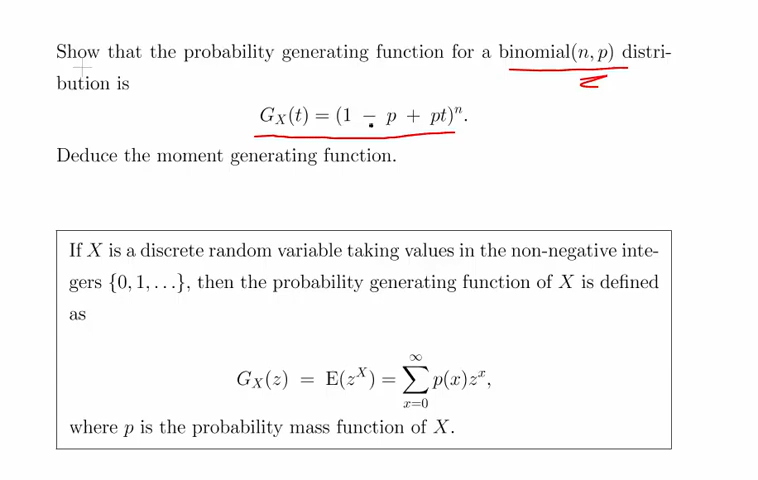 Show that the probability generating function for a binomial(n, p) distri-
bution is
G_X(t) = (1 − p + pt)^n.
Deduce the moment generating function.
If X is a discrete random variable taking values in the non-negative inte-
gers {0, 1, . . .}, then the probability generating function of X is defined
as
G_X(z) = E(z^X) = ∑_{x=0}^{∞} p(x)z^x,
where p is the probability mass function of X.